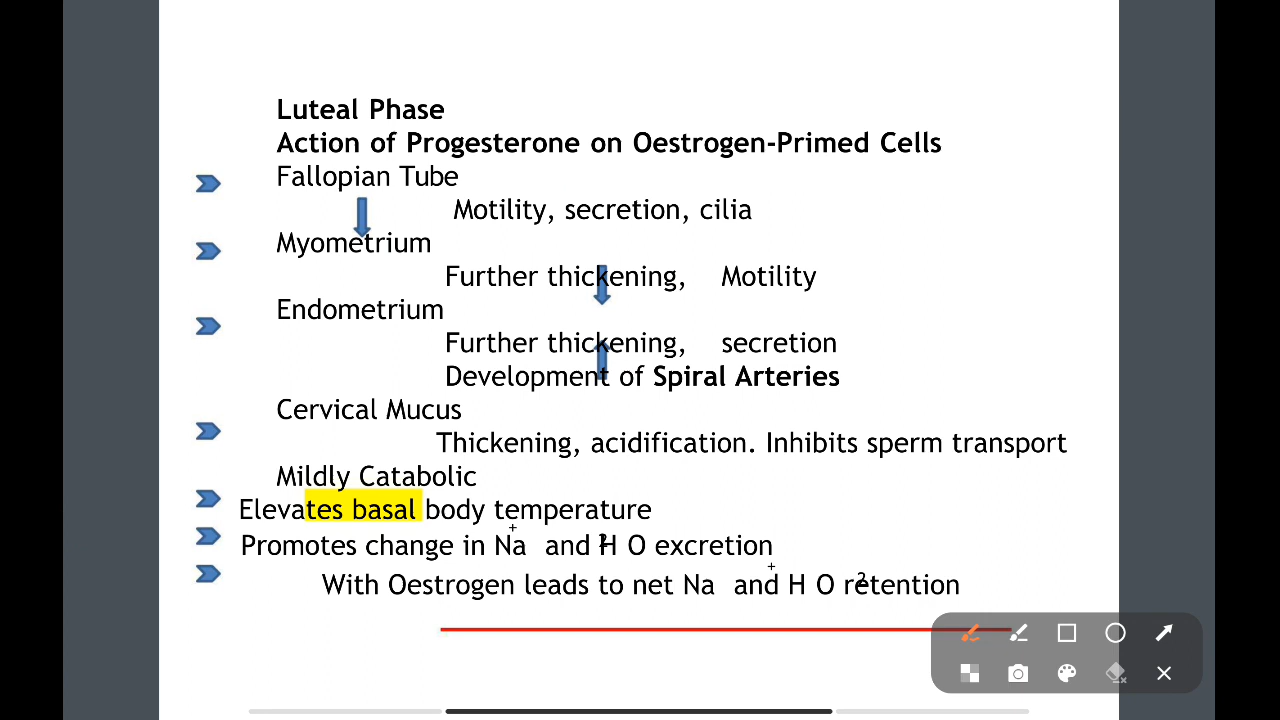 Luteal Phase
Action of Progesterone on Oestrogen-Primed Cells
Fallopian Tube
Motility, secretion, cilia
Myometrium
Further thickening, Motility
Endometrium
Further thickening, secretion
Development of Spiral Arteries
Cervical Mucus
Thickening, acidification. Inhibits sperm transport
Mildly Catabolic
Elevates basal body temperature
Promotes change in Na+ and H2O excretion
With Oestrogen leads to net Na+ and H2O retention